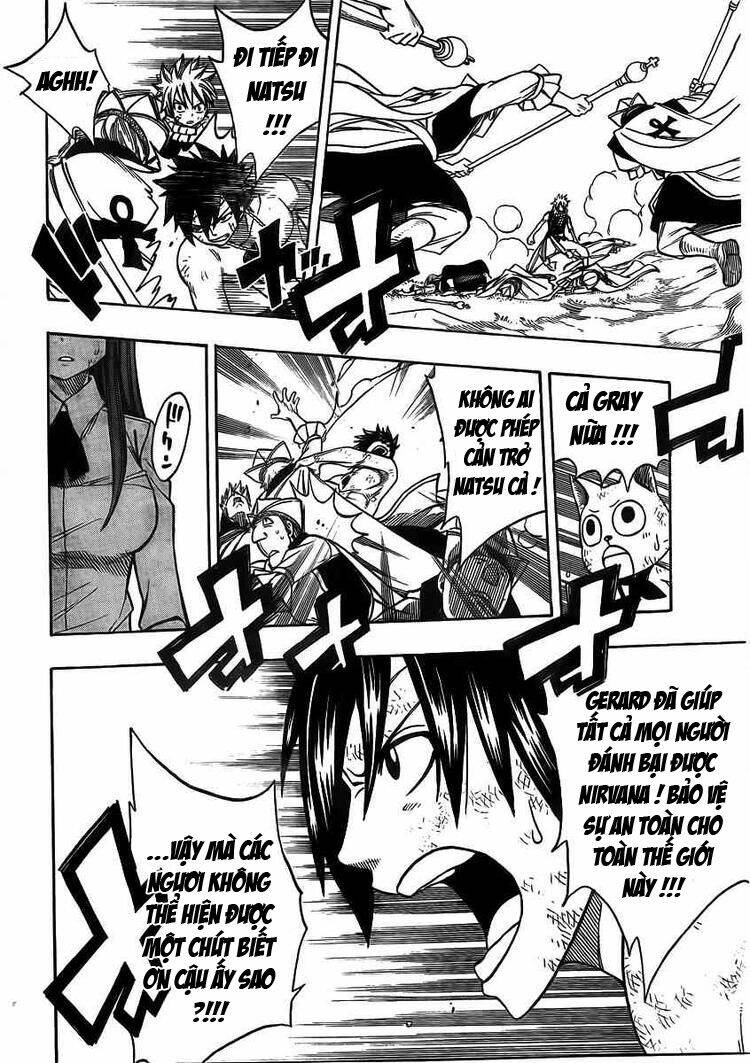 ĐI TIẾP ĐI
NATSU
!!!
AGHH!
CẢ GRAY
NỮA !!!
KHÔNG AI
ĐƯỢC PHÉP
CẢN TRỞ
NATSU CẢ !
GERARD ĐÃ GIÚP
TẤT CẢ MỌI NGƯỜI
ĐÁNH BẠI ĐƯỢC
NIRVANA ! BẢO VỆ
SỰ AN TOÀN CHO
TOÀN THẾ GIỚI
NÀY !!!
...VẬY MÀ CÁC
NGƯƠI KHÔNG
THỂ HIỆN ĐƯỢC
MỘT CHÚT BIẾT
ƠN CẬU ẤY SAO
?!!!